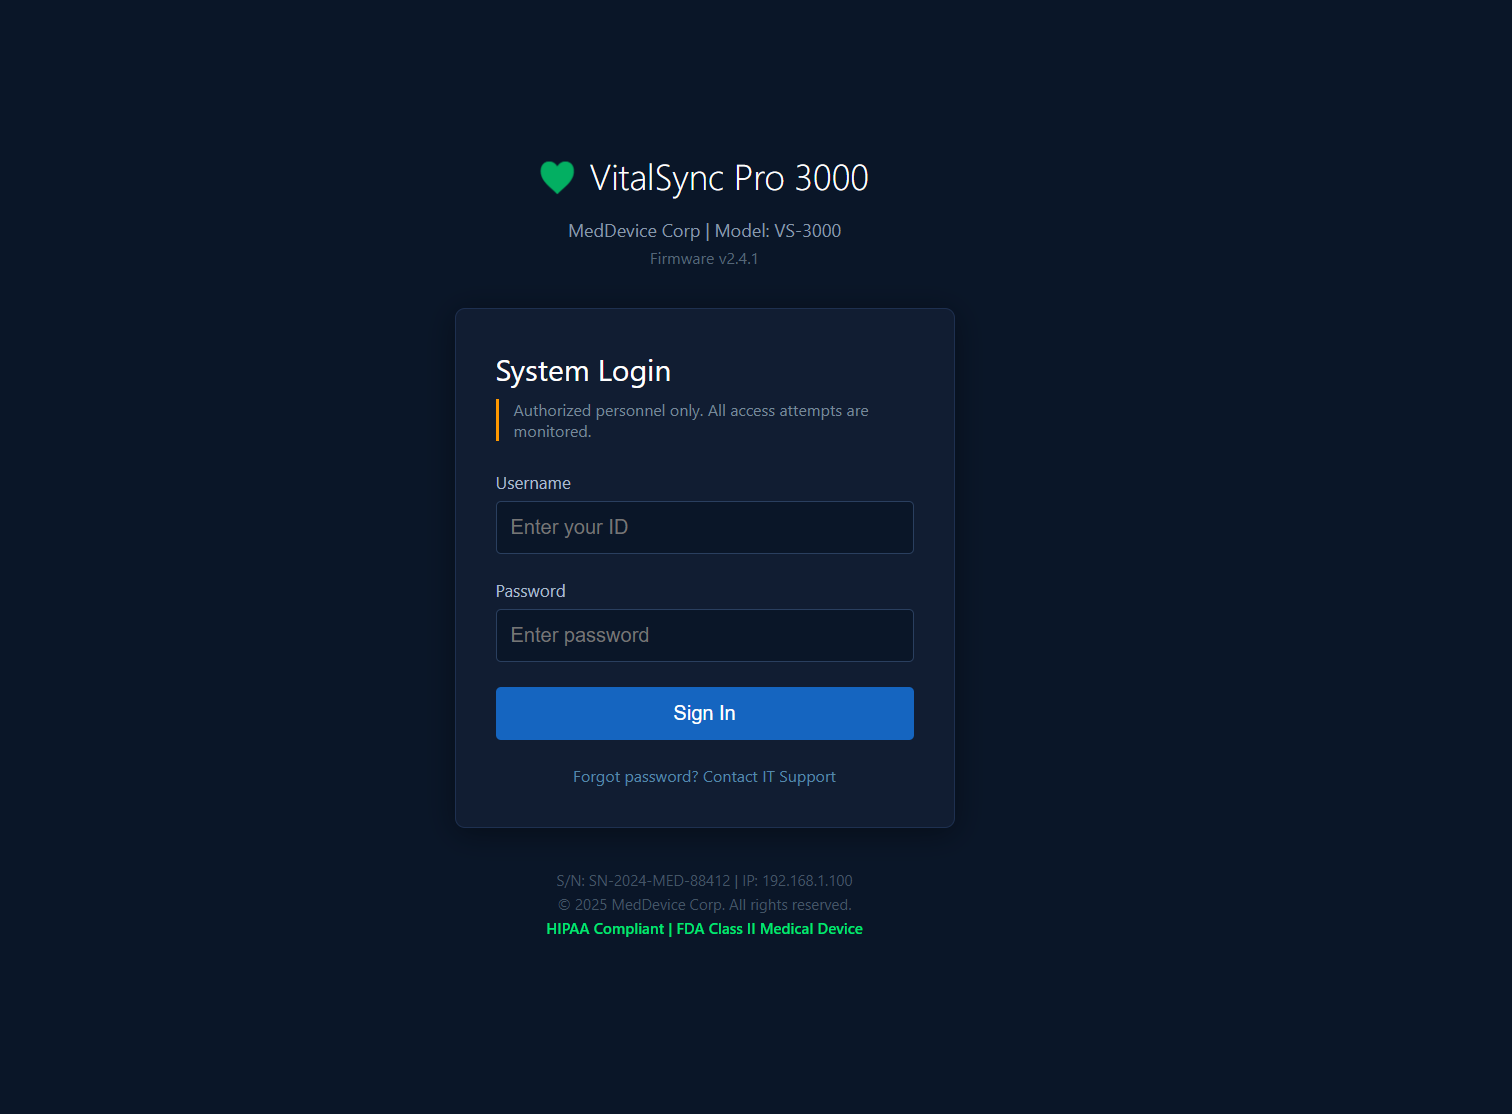 VitalSync Pro 3000
MedDevice Corp | Model: VS-3000
Firmware v2.4.1
System Login
Authorized personnel only. All access attempts are
monitored.
Username
Enter your ID
Password
Enter password
Sign In
Forgot password? Contact IT Support
S/N: SN-2024-MED-88412 | IP: 192.168.1.100
© 2025 MedDevice Corp. All rights reserved.
HIPAA Compliant | FDA Class II Medical Device